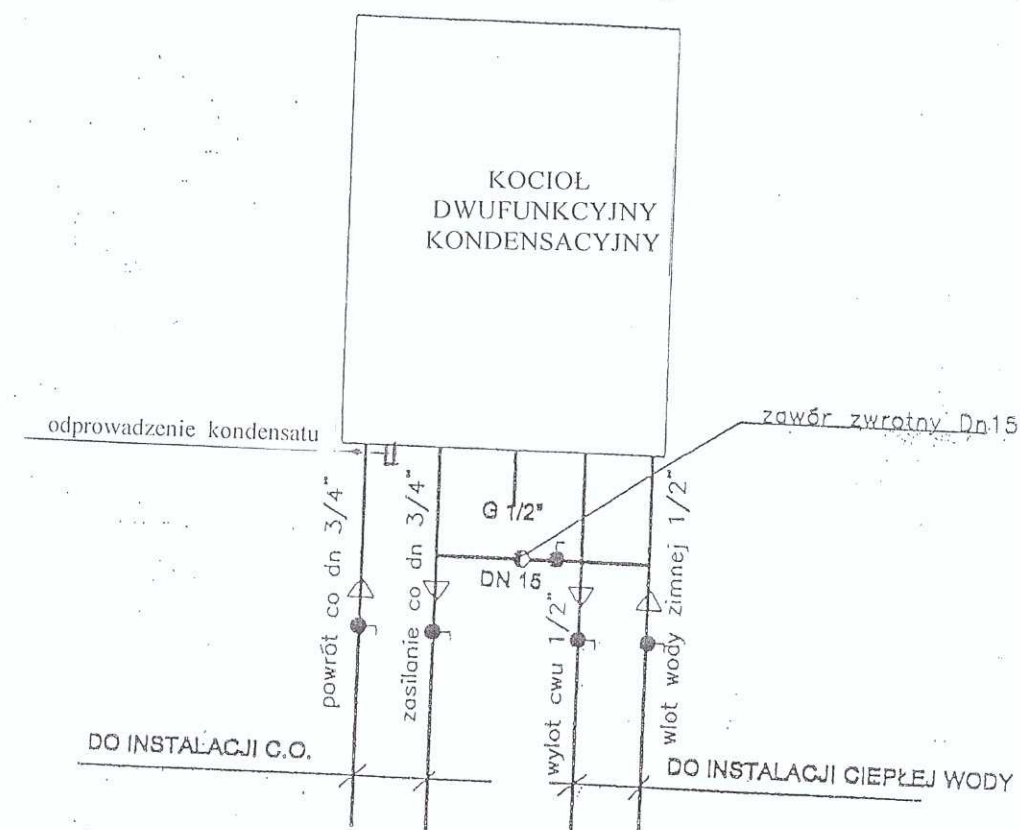 KOCIOŁ
DWUFUNKCYJNY
KONDENSACYJNY
odprowadzenie kondensatu
zawór zwrotny Dn15
G 1/2"
DN 15
powrót co dn 3/4"
zasilanie co dn 3/4"
wylot cwu 1/2"
wlot wody zimnej 1/2"
DO INSTALACJI C.O.
DO INSTALACJI CIEPŁEJ WODY